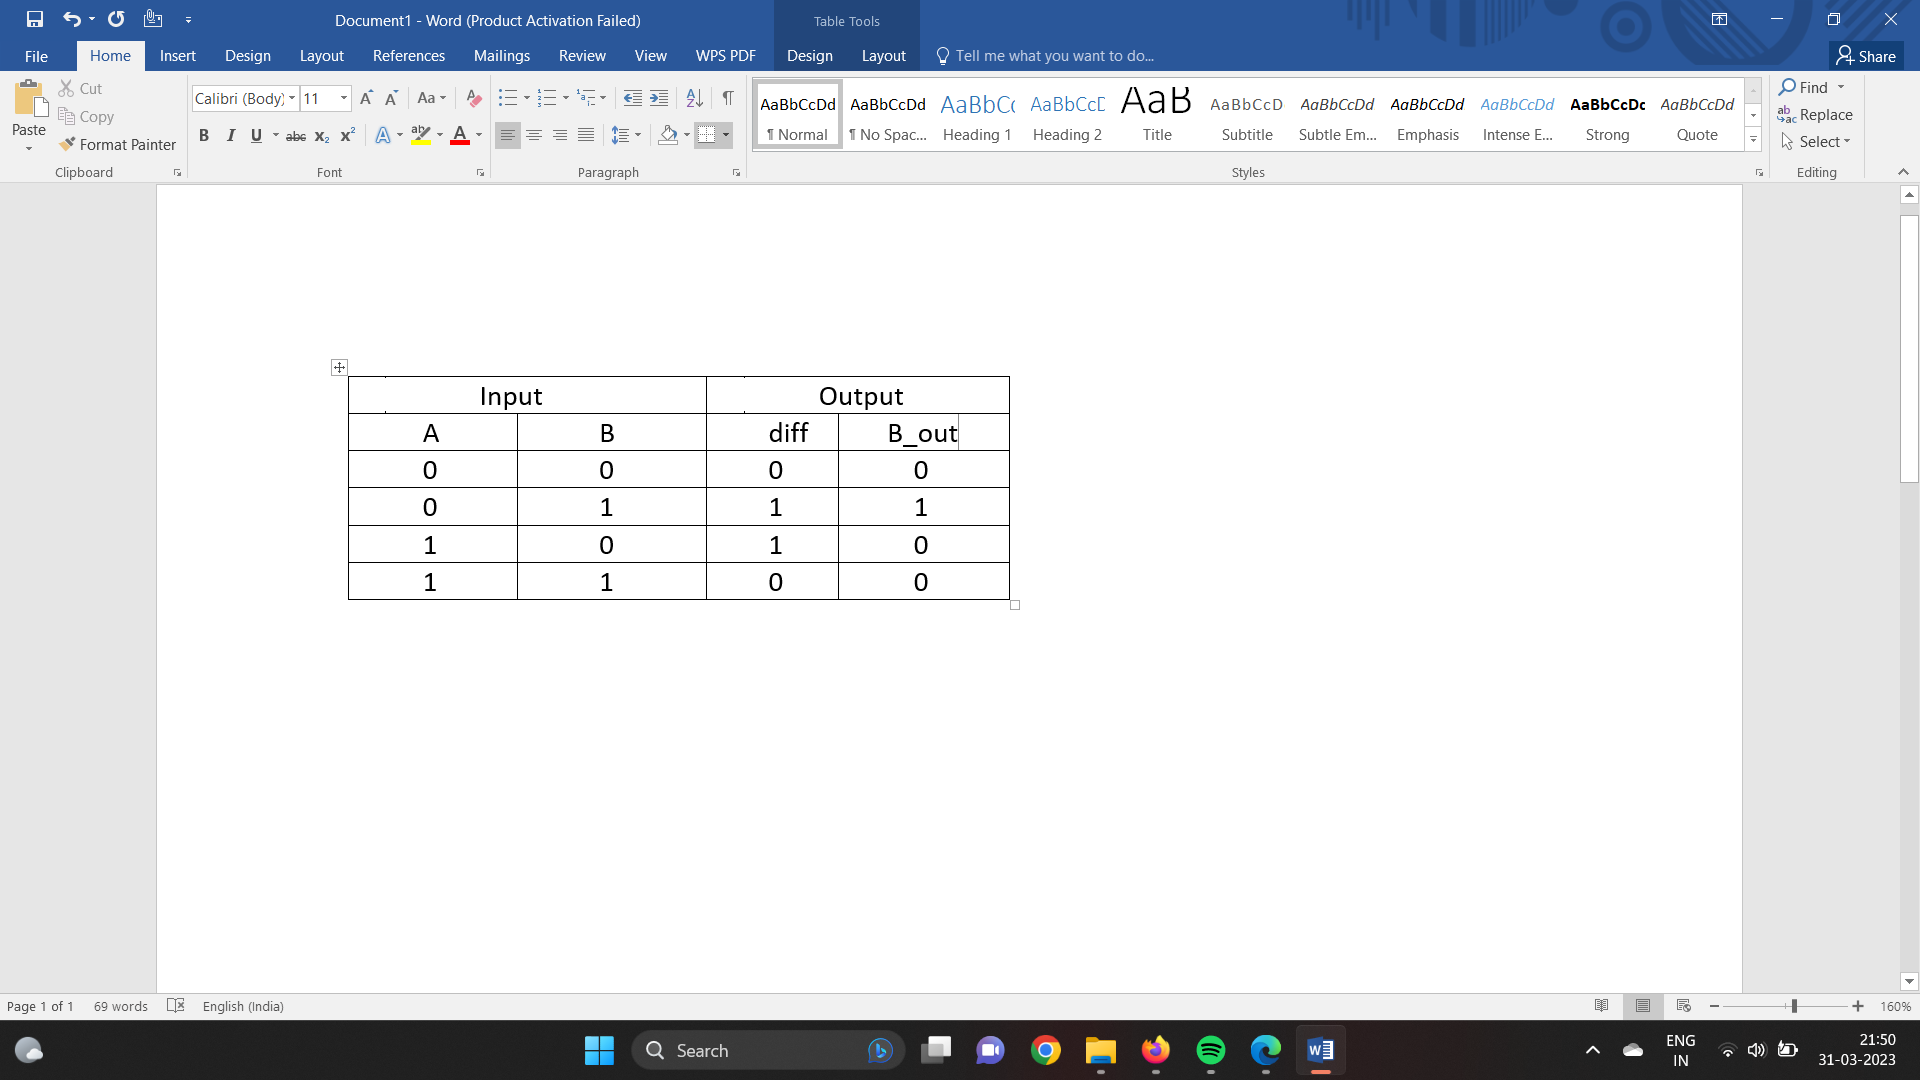 Document1 - Word (Product Activation Failed)
Table Tools
File Home Insert Design Layout References Mailings Review View WPS PDF Design Layout Tell me what you want to do... Share
Paste
Cut
Copy
Format Painter
Clipboard
Calibri (Body) 11
Aa
B I U abc X₂ X² A ab A
Font
Paragraph
AaBbCcDd AaBbCcDd AaBbCc AaBbCcD AaB AaBbCcD AaBbCcDd AaBbCcDd AaBbCcDd AaBbCcDc AaBbCcDd
¶ Normal ¶ No Spac... Heading 1 Heading 2 Title Subtitle Subtle Em... Emphasis Intense E... Strong Quote
Styles
Find
Replace
Select
Editing
Input Output
A B diff B_out
0 0 0 0
0 1 1 1
1 0 1 0
1 1 0 0
Page 1 of 1 69 words English (India) 160%
Search
ENG
IN
21:50
31-03-2023